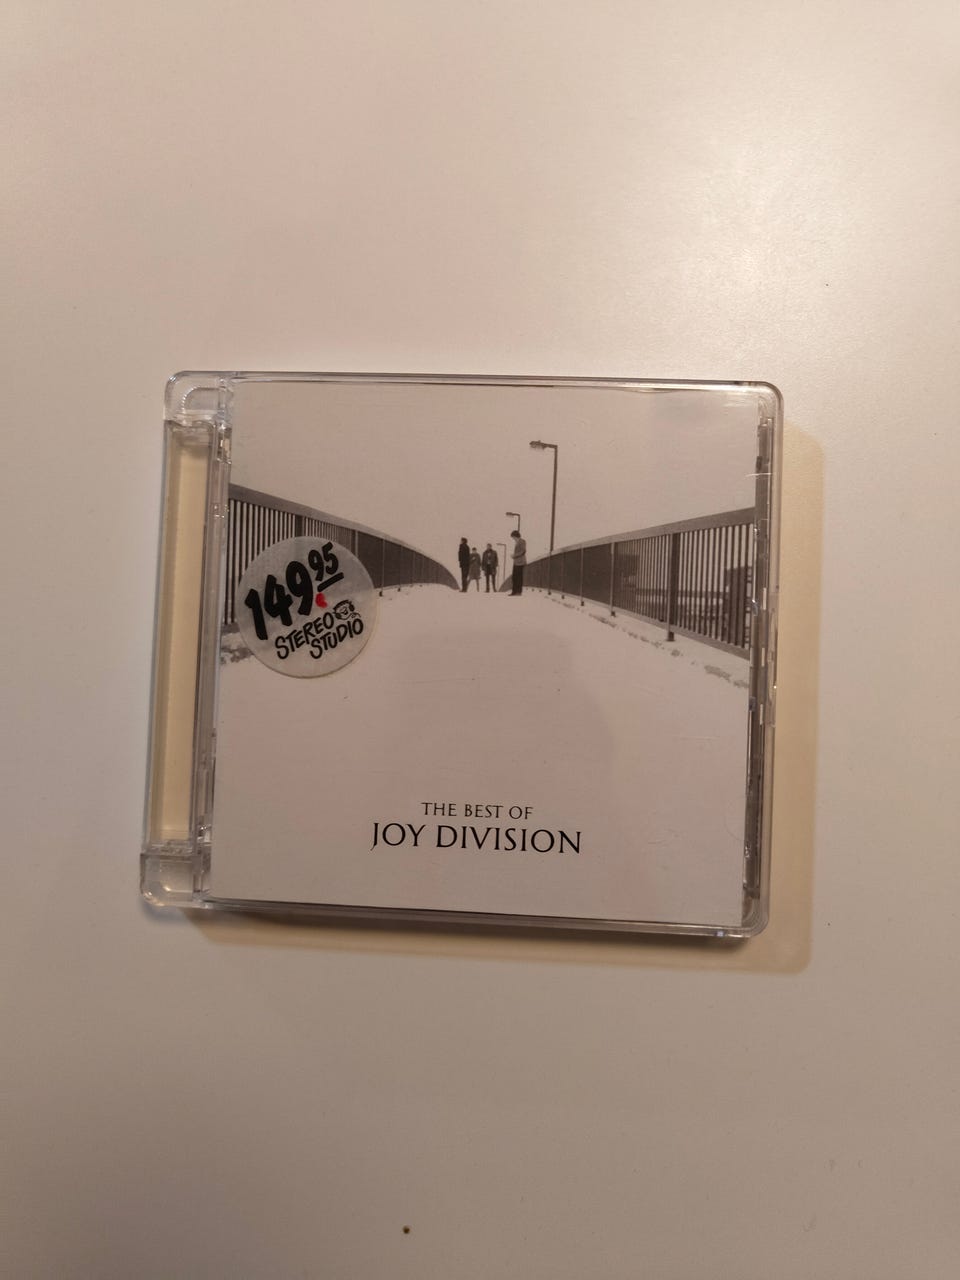 149.95
STEREO
STUDIO
THE BEST OF
JOY DIVISION